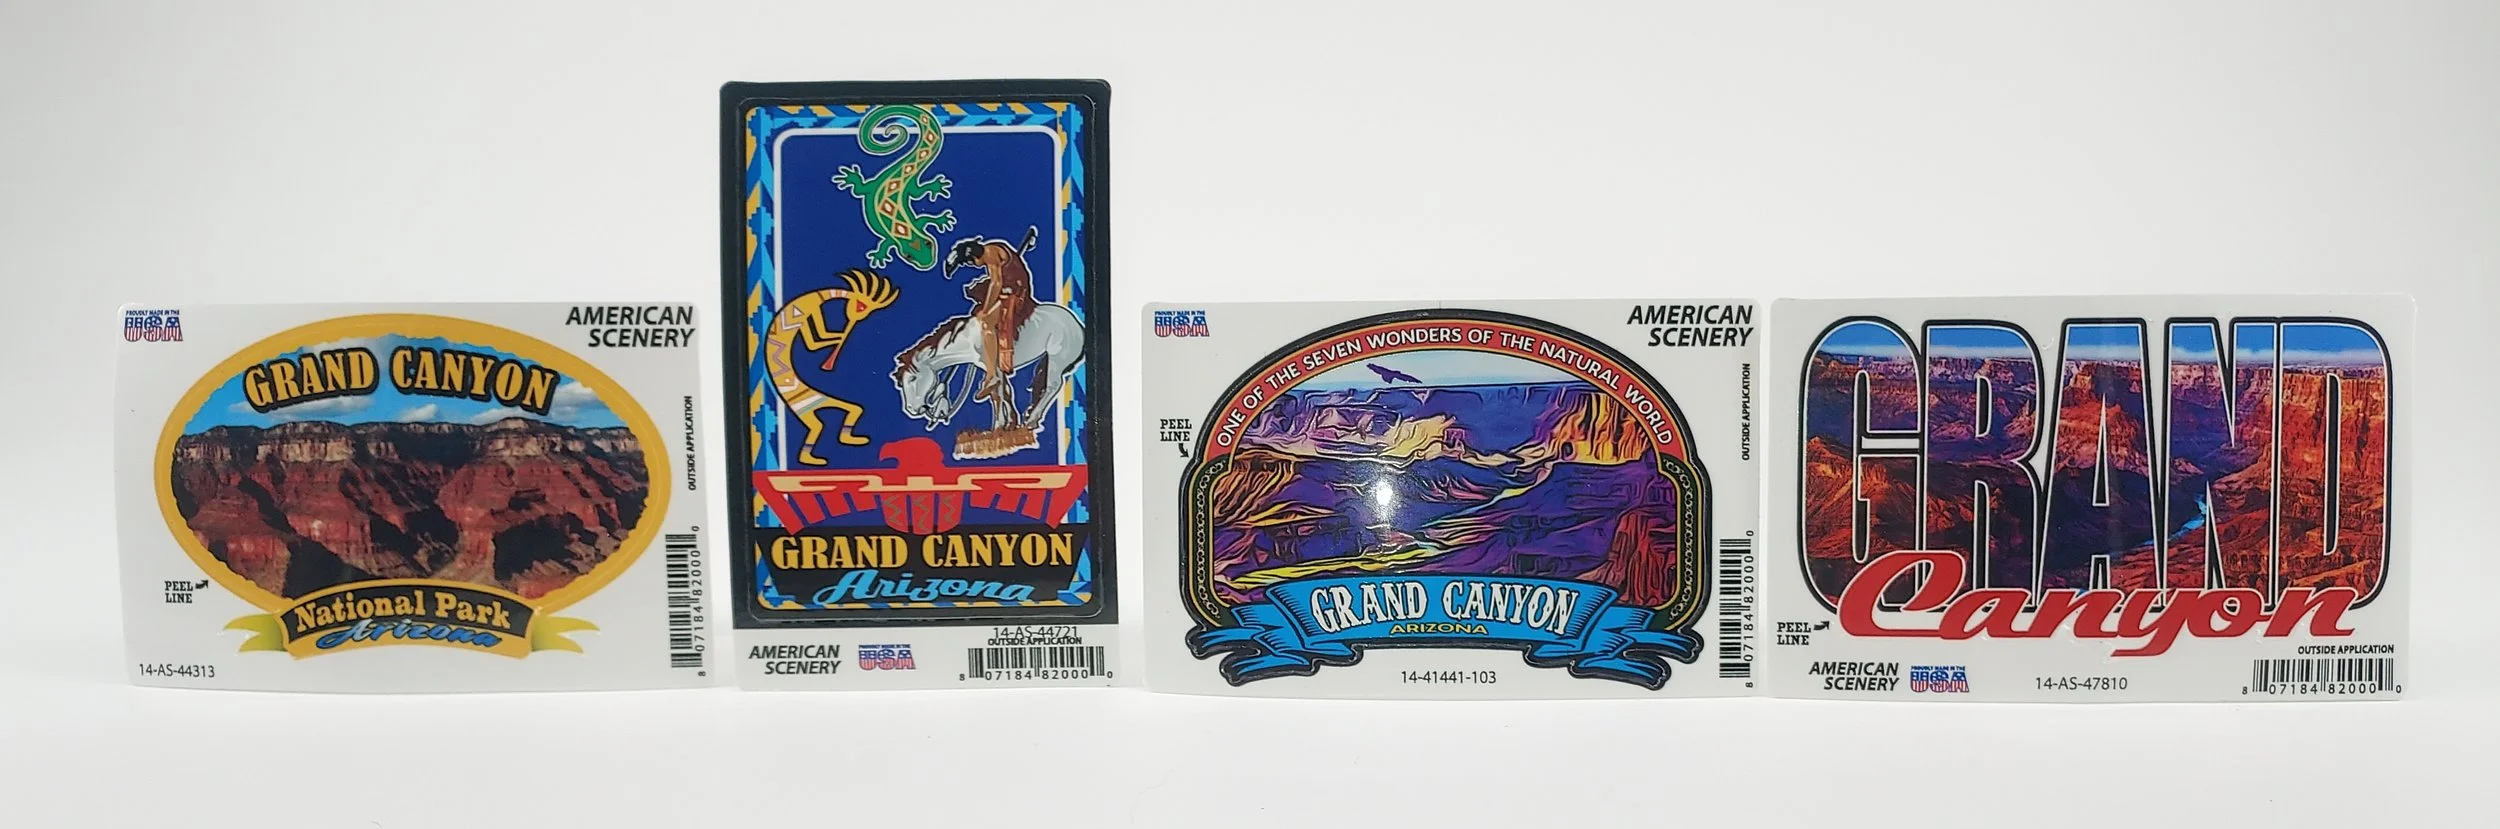 PROUDLY MADE IN THE
USA
AMERICAN
SCENERY
GRAND CANYON
OUTSIDE APPLICATION
PEEL
LINE
National Park
Arizona
14-AS-44313
8 07184 82000 0
GRAND CANYON
Arizona
14-AS-44721
OUTSIDE APPLICATION
AMERICAN
SCENERY
PROUDLY MADE IN THE
USA
8 07184 82000 0
PROUDLY MADE IN THE
USA
AMERICAN
SCENERY
ONE OF THE SEVEN WONDERS OF THE NATURAL WORLD
PEEL
LINE
OUTSIDE APPLICATION
GRAND CANYON
ARIZONA
14-41441-103
8 07184 82000 0
GRAND
Canyon
PEEL
LINE
OUTSIDE APPLICATION
AMERICAN
SCENERY
PROUDLY MADE IN THE
USA
14-AS-47810
8 07184 82000 0